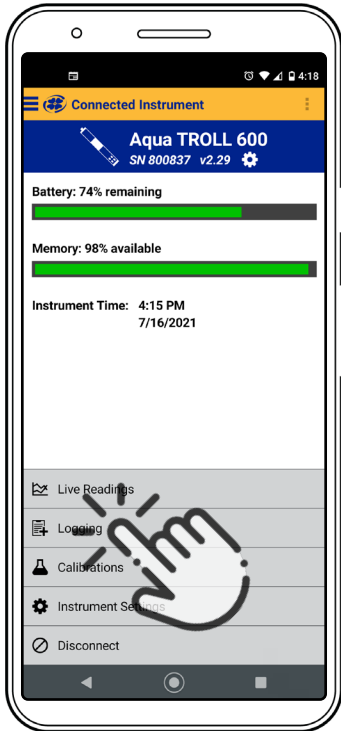 4:18
Connected Instrument
Aqua TROLL 600
SN 800837 v2.29
Battery: 74% remaining
Memory: 98% available
Instrument Time: 4:15 PM
7/16/2021
Live Readings
Logging
Calibrations
Instrument Settings
Disconnect